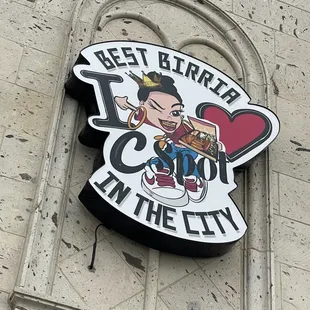 BEST BIRRIA
I
C Spot
IN THE CITY